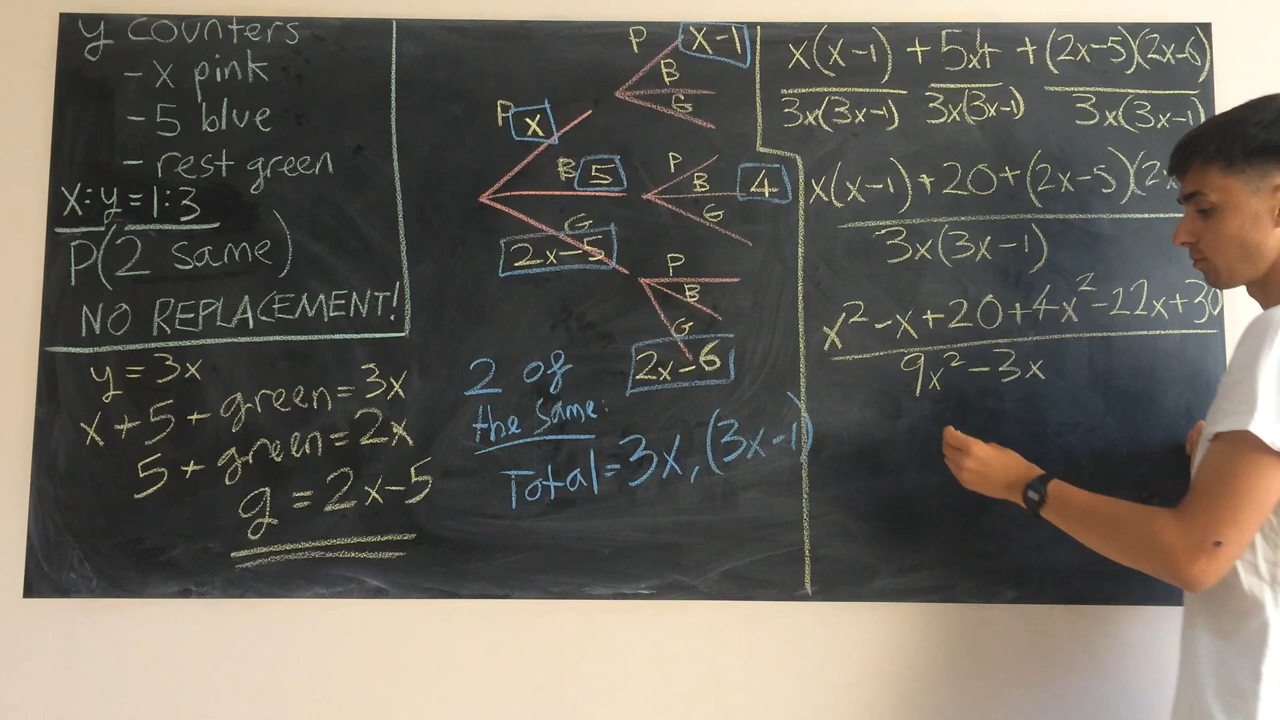 y counters
- x pink
- 5 blue
- rest green
x:y=1:3
P(2 same)
NO REPLACEMENT!
y=3x
x+5+green=3x
5+green=2x
g=2x-5
P x
B 5
G
2x-5
P x-1
B
G
P
B 4
G
P
B
G
2x-6
2 of
the same:
Total=3x,(3x-1)
x(x-1) + 5x4 + (2x-5)(2x-6)
3x(3x-1) 3x(3x-1) 3x(3x-1)
x(x-1)+20+(2x-5)(2x
3x(3x-1)
x²-x+20+4x²-22x+30
9x²-3x